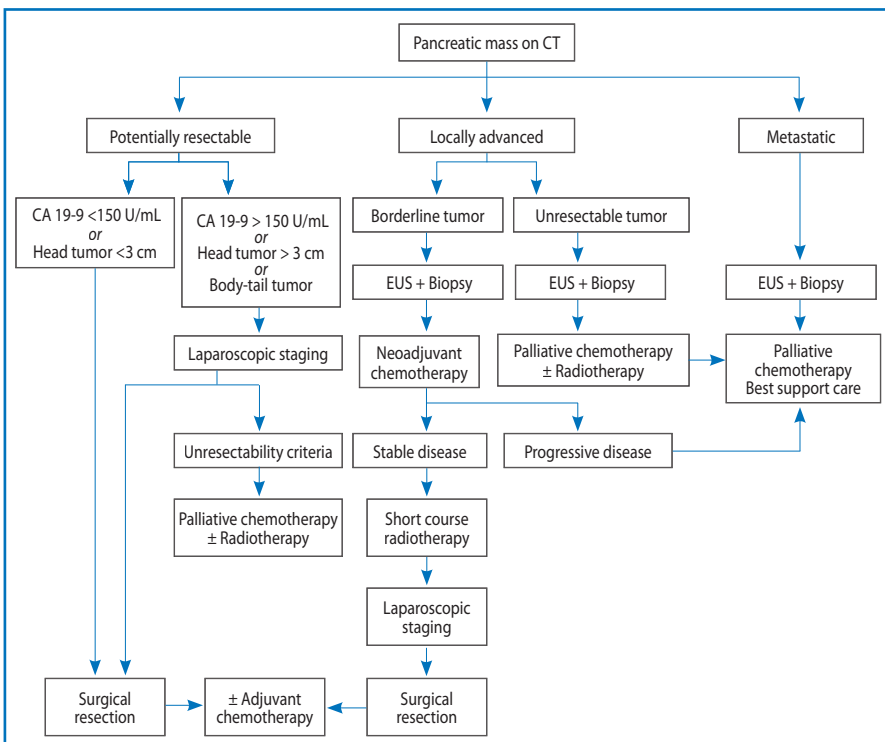 Pancreatic mass on CT
Potentially resectable
Locally advanced
Metastatic
CA 19-9 <150 U/mL
or
Head tumor <3 cm
CA 19-9 > 150 U/mL
or
Head tumor > 3 cm
or
Body-tail tumor
Borderline tumor
Unresectable tumor
EUS + Biopsy
EUS + Biopsy
EUS + Biopsy
Laparoscopic staging
Neoadjuvant
chemotherapy
Palliative chemotherapy
± Radiotherapy
Palliative
chemotherapy
Best support care
Unresectability criteria
Stable disease
Progressive disease
Palliative chemotherapy
± Radiotherapy
Short course
radiotherapy
Laparoscopic
staging
Surgical
resection
± Adjuvant
chemotherapy
Surgical
resection